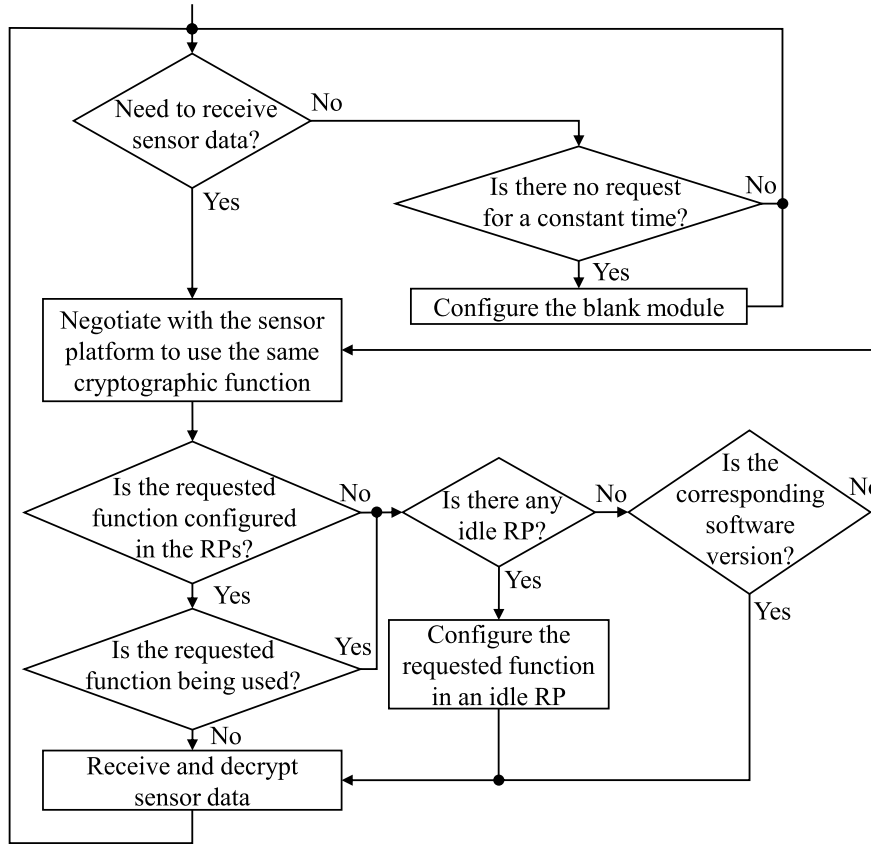 Need to receive
sensor data?
No
Yes
Is there no request
for a constant time?
No
Yes
Configure the blank module
Negotiate with the sensor
platform to use the same
cryptographic function
Is the requested
function configured
in the RPs?
No
Yes
Is there any
idle RP?
No
Yes
Is the
corresponding
software
version?
No
Yes
Is the requested
function being used?
Yes
No
Configure the
requested function
in an idle RP
Receive and decrypt
sensor data